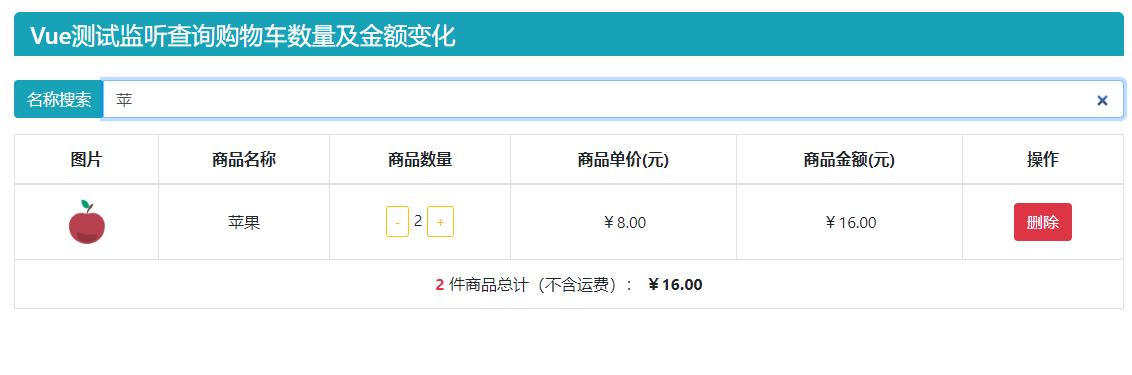 Vue测试监听查询购物车数量及金额变化
名称搜索 苹 ×
图片 商品名称 商品数量 商品单价(元) 商品金额(元) 操作
苹果 - 2 + ￥8.00 ￥16.00 删除
2 件商品总计（不含运费）： ￥16.00